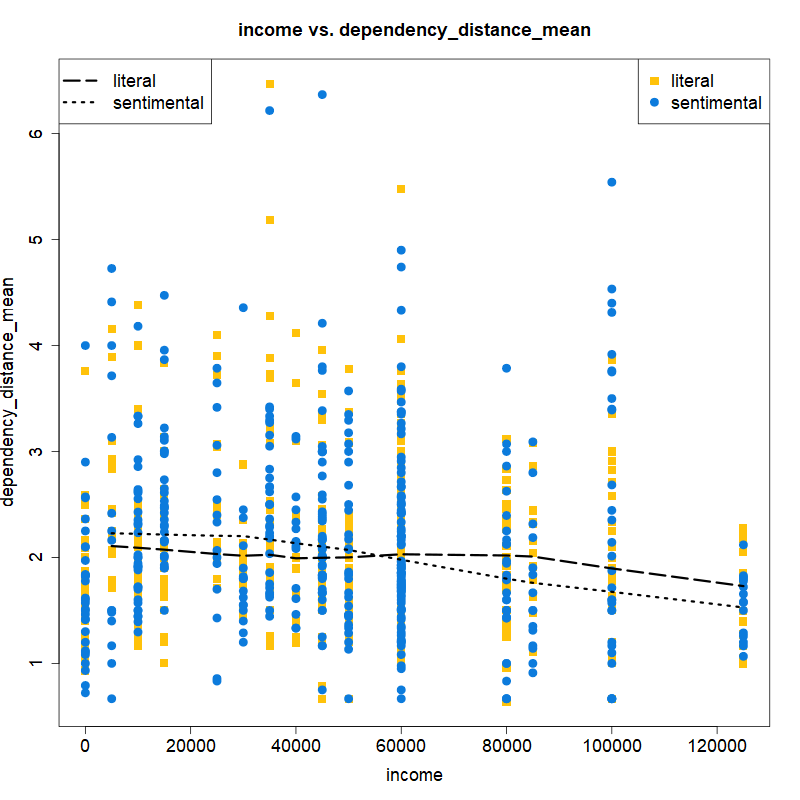 income vs. dependency_distance_mean
literal
sentimental
literal
sentimental
dependency_distance_mean
6
5
4
3
2
1
0
20000
40000
60000
80000
100000
120000
income